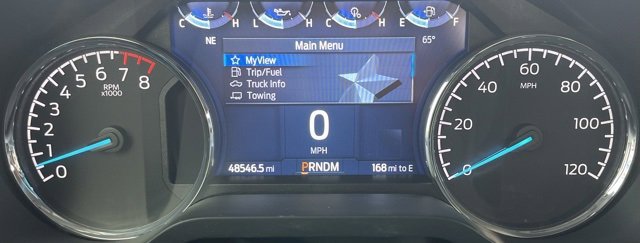 C H L H C H E F
NE 65°
Main Menu
MyView
Trip/Fuel
Truck Info
Towing
0
MPH
48546.5 mi PRNDM 168 mi to E
0 1 2 3 4 5 6 7 8
RPM
x1000
0 20 40 60 80 100 120
MPH